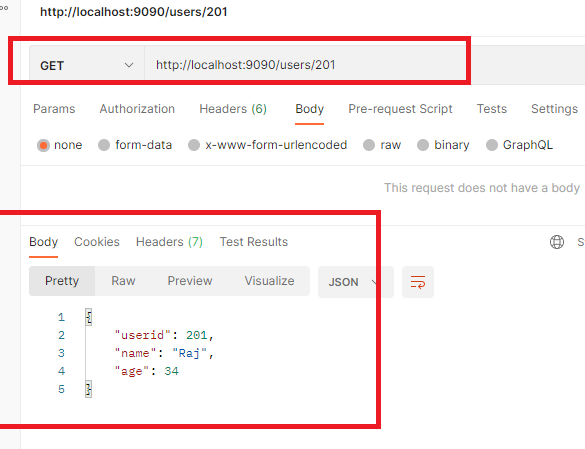 http://localhost:9090/users/201
GET http://localhost:9090/users/201
Params Authorization Headers (6) Body Pre-request Script Tests Settings
none form-data x-www-form-urlencoded raw binary GraphQL
This request does not have a body
Body Cookies Headers (7) Test Results
Pretty Raw Preview Visualize JSON
1 {
2 "userid": 201,
3 "name": "Raj",
4 "age": 34
5 }